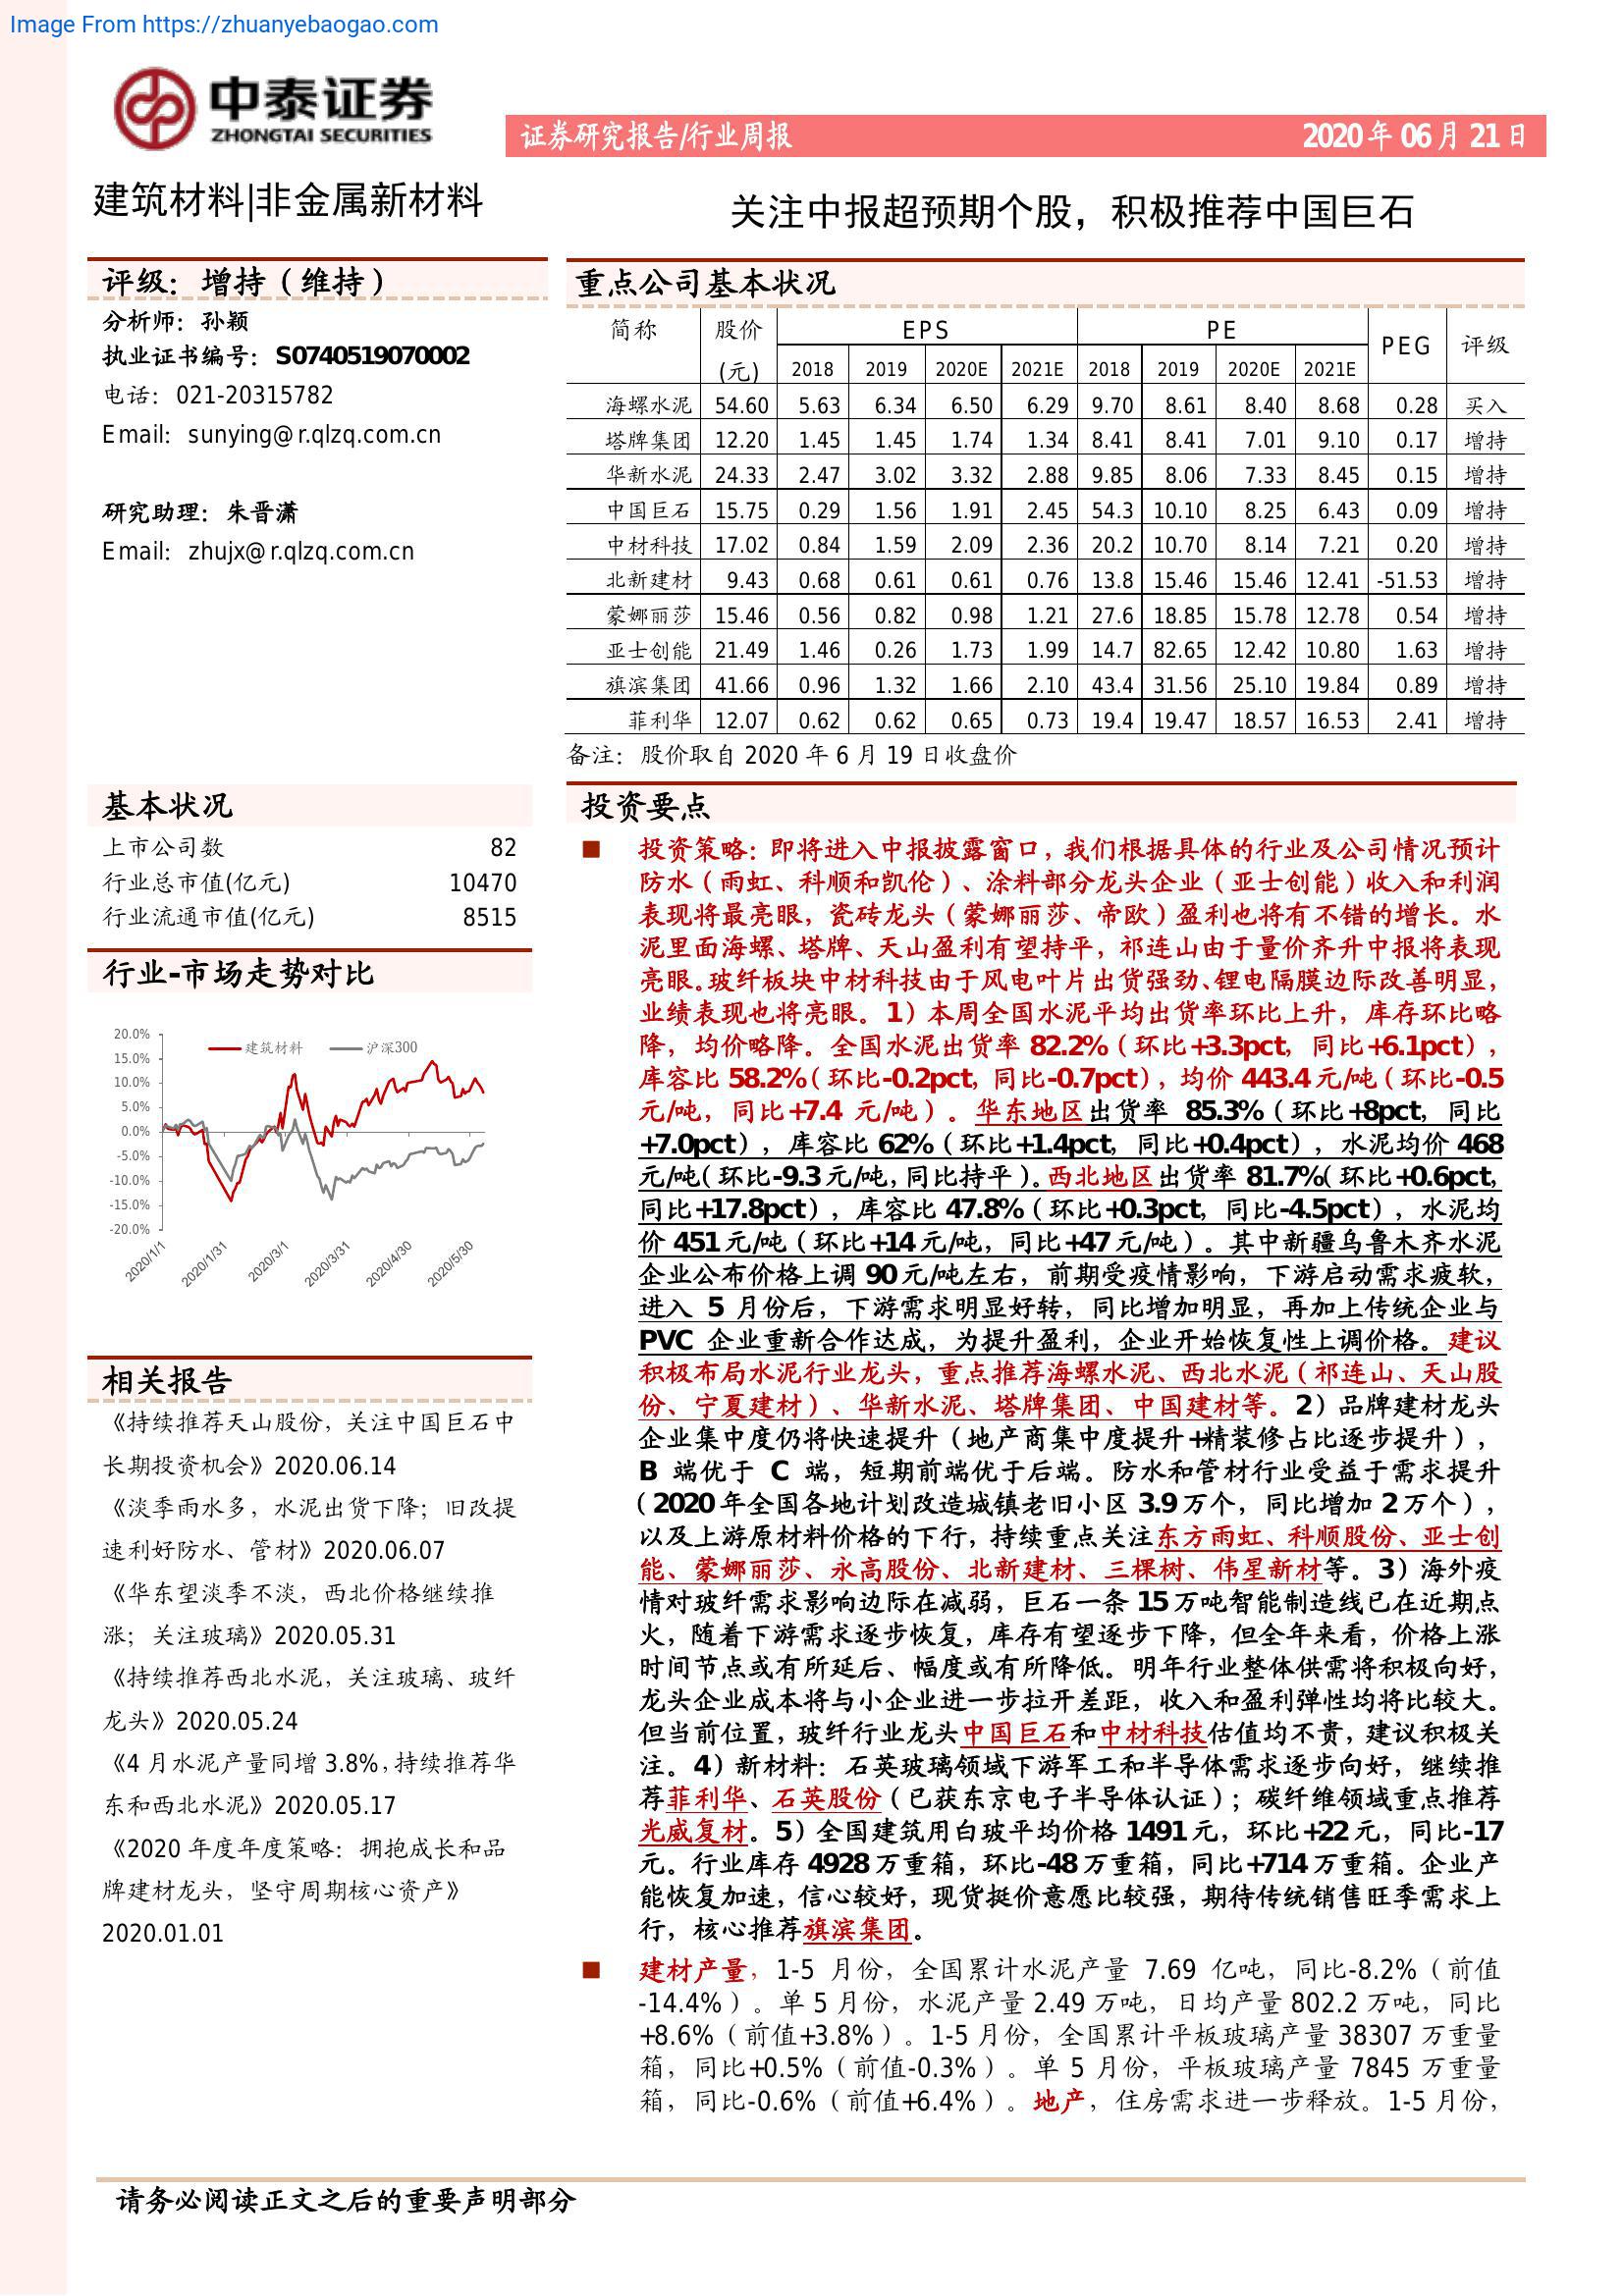 Image From https://zhuanyebaogao.com
中泰证券
ZHONGTAI SECURITIES
证券研究报告/行业周报 2020年06月21日
建筑材料|非金属新材料
关注中报超预期个股，积极推荐中国巨石
评级：增持（维持）
分析师：孙颖
执业证书编号：S0740519070002
电话：021-20315782
Email：sunying@r.qlzq.com.cn
研究助理：朱晋潇
Email：zhujx@r.qlzq.com.cn
基本状况
上市公司数 82
行业总市值(亿元) 10470
行业流通市值(亿元) 8515
行业-市场走势对比
建筑材料 沪深300
20.0%
15.0%
10.0%
5.0%
0.0%
-5.0%
-10.0%
-15.0%
-20.0%
2020/1/1 2020/1/31 2020/3/1 2020/3/31 2020/4/30 2020/5/30
相关报告
《持续推荐天山股份，关注中国巨石中
长期投资机会》2020.06.14
《淡季雨水多，水泥出货下降；旧改提
速利好防水、管材》2020.06.07
《华东望淡季不淡，西北价格继续推
涨；关注玻璃》2020.05.31
《持续推荐西北水泥，关注玻璃、玻纤
龙头》2020.05.24
《4月水泥产量同增3.8%，持续推荐华
东和西北水泥》2020.05.17
《2020年度年度策略：拥抱成长和品
牌建材龙头，坚守周期核心资产》
2020.01.01
重点公司基本状况
简称 股价 EPS PE PEG 评级
(元) 2018 2019 2020E 2021E 2018 2019 2020E 2021E
海螺水泥 54.60 5.63 6.34 6.50 6.29 9.70 8.61 8.40 8.68 0.28 买入
塔牌集团 12.20 1.45 1.45 1.74 1.34 8.41 8.41 7.01 9.10 0.17 增持
华新水泥 24.33 2.47 3.02 3.32 2.88 9.85 8.06 7.33 8.45 0.15 增持
中国巨石 15.75 0.29 1.56 1.91 2.45 54.3 10.10 8.25 6.43 0.09 增持
中材科技 17.02 0.84 1.59 2.09 2.36 20.2 10.70 8.14 7.21 0.20 增持
北新建材 9.43 0.68 0.61 0.61 0.76 13.8 15.46 15.46 12.41 -51.53 增持
蒙娜丽莎 15.46 0.56 0.82 0.98 1.21 27.6 18.85 15.78 12.78 0.54 增持
亚士创能 21.49 1.46 0.26 1.73 1.99 14.7 82.65 12.42 10.80 1.63 增持
旗滨集团 41.66 0.96 1.32 1.66 2.10 43.4 31.56 25.10 19.84 0.89 增持
菲利华 12.07 0.62 0.62 0.65 0.73 19.4 19.47 18.57 16.53 2.41 增持
备注：股价取自2020年6月19日收盘价
投资要点
■ 投资策略：即将进入中报披露窗口，我们根据具体的行业及公司情况预计
防水（雨虹、科顺和凯伦）、涂料部分龙头企业（亚士创能）收入和利润
表现将最亮眼，瓷砖龙头（蒙娜丽莎、帝欧）盈利也将有不错的增长。水
泥里面海螺、塔牌、天山盈利有望持平，祁连山由于量价齐升中报将表现
亮眼。玻纤板块中材科技由于风电叶片出货强劲、锂电隔膜边际改善明显，
业绩表现也将亮眼。1）本周全国水泥平均出货率环比上升，库存环比略
降，均价略降。全国水泥出货率82.2%（环比+3.3pct，同比+6.1pct），
库容比58.2%（环比-0.2pct，同比-0.7pct），均价443.4元/吨（环比-0.5
元/吨，同比+7.4 元/吨）。华东地区出货率 85.3%（环比+8pct，同比
+7.0pct），库容比62%（环比+1.4pct，同比+0.4pct），水泥均价468
元/吨（环比-9.3元/吨，同比持平）。西北地区出货率81.7%（环比+0.6pct，
同比+17.8pct），库容比47.8%（环比+0.3pct，同比-4.5pct），水泥均
价451元/吨（环比+14元/吨，同比+47元/吨）。其中新疆乌鲁木齐水泥
企业公布价格上调90元/吨左右，前期受疫情影响，下游启动需求疲软，
进入 5 月份后，下游需求明显好转，同比增加明显，再加上传统企业与
PVC 企业重新合作达成，为提升盈利，企业开始恢复性上调价格。建议
积极布局水泥行业龙头，重点推荐海螺水泥、西北水泥（祁连山、天山股
份、宁夏建材）、华新水泥、塔牌集团、中国建材等。2）品牌建材龙头
企业集中度仍将快速提升（地产商集中度提升+精装修占比逐步提升），
B 端优于 C 端，短期前端优于后端。防水和管材行业受益于需求提升
（2020年全国各地计划改造城镇老旧小区3.9万个，同比增加2万个），
以及上游原材料价格的下行，持续重点关注东方雨虹、科顺股份、亚士创
能、蒙娜丽莎、永高股份、北新建材、三棵树、伟星新材等。3）海外疫
情对玻纤需求影响边际在减弱，巨石一条15万吨智能制造线已在近期点
火，随着下游需求逐步恢复，库存有望逐步下降，但全年来看，价格上涨
时间节点或有所延后、幅度或有所降低。明年行业整体供需将积极向好，
龙头企业成本将与小企业进一步拉开差距，收入和盈利弹性均将比较大。
但当前位置，玻纤行业龙头中国巨石和中材科技估值均不贵，建议积极关
注。4）新材料：石英玻璃领域下游军工和半导体需求逐步向好，继续推
荐菲利华、石英股份（已获东京电子半导体认证）；碳纤维领域重点推荐
光威复材。5）全国建筑用白玻平均价格1491元，环比+22元，同比-17
元。行业库存4928万重箱，环比-48万重箱，同比+714万重箱。企业产
能恢复加速，信心较好，现货挺价意愿比较强，期待传统销售旺季需求上
行，核心推荐旗滨集团。
■ 建材产量，1-5 月份，全国累计水泥产量 7.69 亿吨，同比-8.2%（前值
-14.4%）。单5月份，水泥产量2.49万吨，日均产量802.2万吨，同比
+8.6%（前值+3.8%）。1-5月份，全国累计平板玻璃产量38307万重量
箱，同比+0.5%（前值-0.3%）。单 5 月份，平板玻璃产量 7845 万重量
箱，同比-0.6%（前值+6.4%）。地产，住房需求进一步释放。1-5月份，
请务必阅读正文之后的重要声明部分